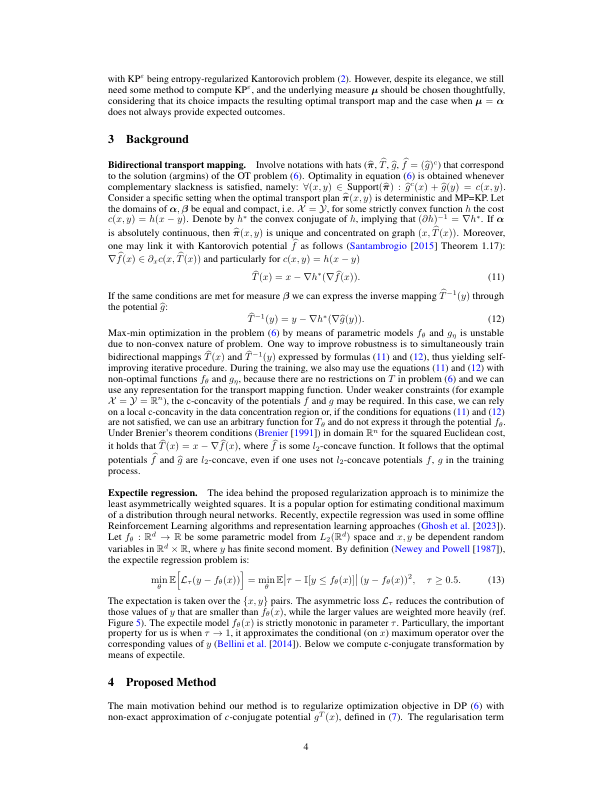 with KPᵉ being entropy-regularized Kantorovich problem (2). However, despite its elegance, we still
need some method to compute KPᵉ, and the underlying measure μ should be chosen thoughtfully,
considering that its choice impacts the resulting optimal transport map and the case when μ = α
does not always provide expected outcomes.
3 Background
Bidirectional transport mapping. Involve notations with hats (π̂, T̂, ĝ, f̂ = (ĝ)ᶜ) that correspond
to the solution (argmins) of the OT problem (6). Optimality in equation (6) is obtained whenever
complementary slackness is satisfied, namely: ∀(x, y) ∈ Support(π̂) : ĝᶜ(x) + ĝ(y) = c(x, y).
Consider a specific setting when the optimal transport plan π̂(x, y) is deterministic and MP=KP. Let
the domains of α, β be equal and compact, i.e. 𝒳 = 𝒴, for some strictly convex function h the cost
c(x, y) = h(x − y). Denote by h* the convex conjugate of h, implying that (∂h)⁻¹ = ∇h*. If α
is absolutely continuous, then π̂(x, y) is unique and concentrated on graph (x, T̂(x)). Moreover,
one may link it with Kantorovich potential f̂ as follows (Santambrogio [2015] Theorem 1.17):
∇f̂(x) ∈ ∂ₓc(x, T̂(x)) and particularly for c(x, y) = h(x − y)
T̂(x) = x − ∇h*(∇f̂(x)). (11)
If the same conditions are met for measure β we can express the inverse mapping T̂⁻¹(y) through
the potential ĝ:
T̂⁻¹(y) = y − ∇h*(∇ĝ(y)). (12)
Max-min optimization in the problem (6) by means of parametric models f_θ and g_η is unstable
due to non-convex nature of problem. One way to improve robustness is to simultaneously train
bidirectional mappings T̂(x) and T̂⁻¹(y) expressed by formulas (11) and (12), thus yielding self-
improving iterative procedure. During the training, we also may use the equations (11) and (12) with
non-optimal functions f_θ and g_η, because there are no restrictions on T in problem (6) and we can
use any representation for the transport mapping function. Under weaker constraints (for example
𝒳 = 𝒴 = ℝⁿ), the c-concavity of the potentials f and g may be required. In this case, we can rely
on a local c-concavity in the data concentration region or, if the conditions for equations (11) and (12)
are not satisfied, we can use an arbitrary function for T_θ and do not express it through the potential f_θ.
Under Brenier's theorem conditions (Brenier [1991]) in domain ℝⁿ for the squared Euclidean cost,
it holds that T̂(x) = x − ∇f̂(x), where f̂ is some l₂-concave function. It follows that the optimal
potentials f̂ and ĝ are l₂-concave, even if one uses not l₂-concave potentials f, g in the training
process.
Expectile regression. The idea behind the proposed regularization approach is to minimize the
least asymmetrically weighted squares. It is a popular option for estimating conditional maximum
of a distribution through neural networks. Recently, expectile regression was used in some offline
Reinforcement Learning algorithms and representation learning approaches (Ghosh et al. [2023]).
Let f_θ : ℝᵈ → ℝ be some parametric model from L₂(ℝᵈ) space and x, y be dependent random
variables in ℝᵈ × ℝ, where y has finite second moment. By definition (Newey and Powell [1987]),
the expectile regression problem is:
min_θ 𝔼[ℒ_τ(y − f_θ(x))] = min_θ 𝔼|τ − 𝕀[y ≤ f_θ(x)]| (y − f_θ(x))², τ ≥ 0.5. (13)
The expectation is taken over the {x, y} pairs. The asymmetric loss ℒ_τ reduces the contribution of
those values of y that are smaller than f_θ(x), while the larger values are weighted more heavily (ref.
Figure 5). The expectile model f_θ(x) is strictly monotonic in parameter τ. Particullary, the important
property for us is when τ → 1, it approximates the conditional (on x) maximum operator over the
corresponding values of y (Bellini et al. [2014]). Below we compute c-conjugate transformation by
means of expectile.
4 Proposed Method
The main motivation behind our method is to regularize optimization objective in DP (6) with
non-exact approximation of c-conjugate potential gᵀ(x), defined in (7). The regularisation term
4